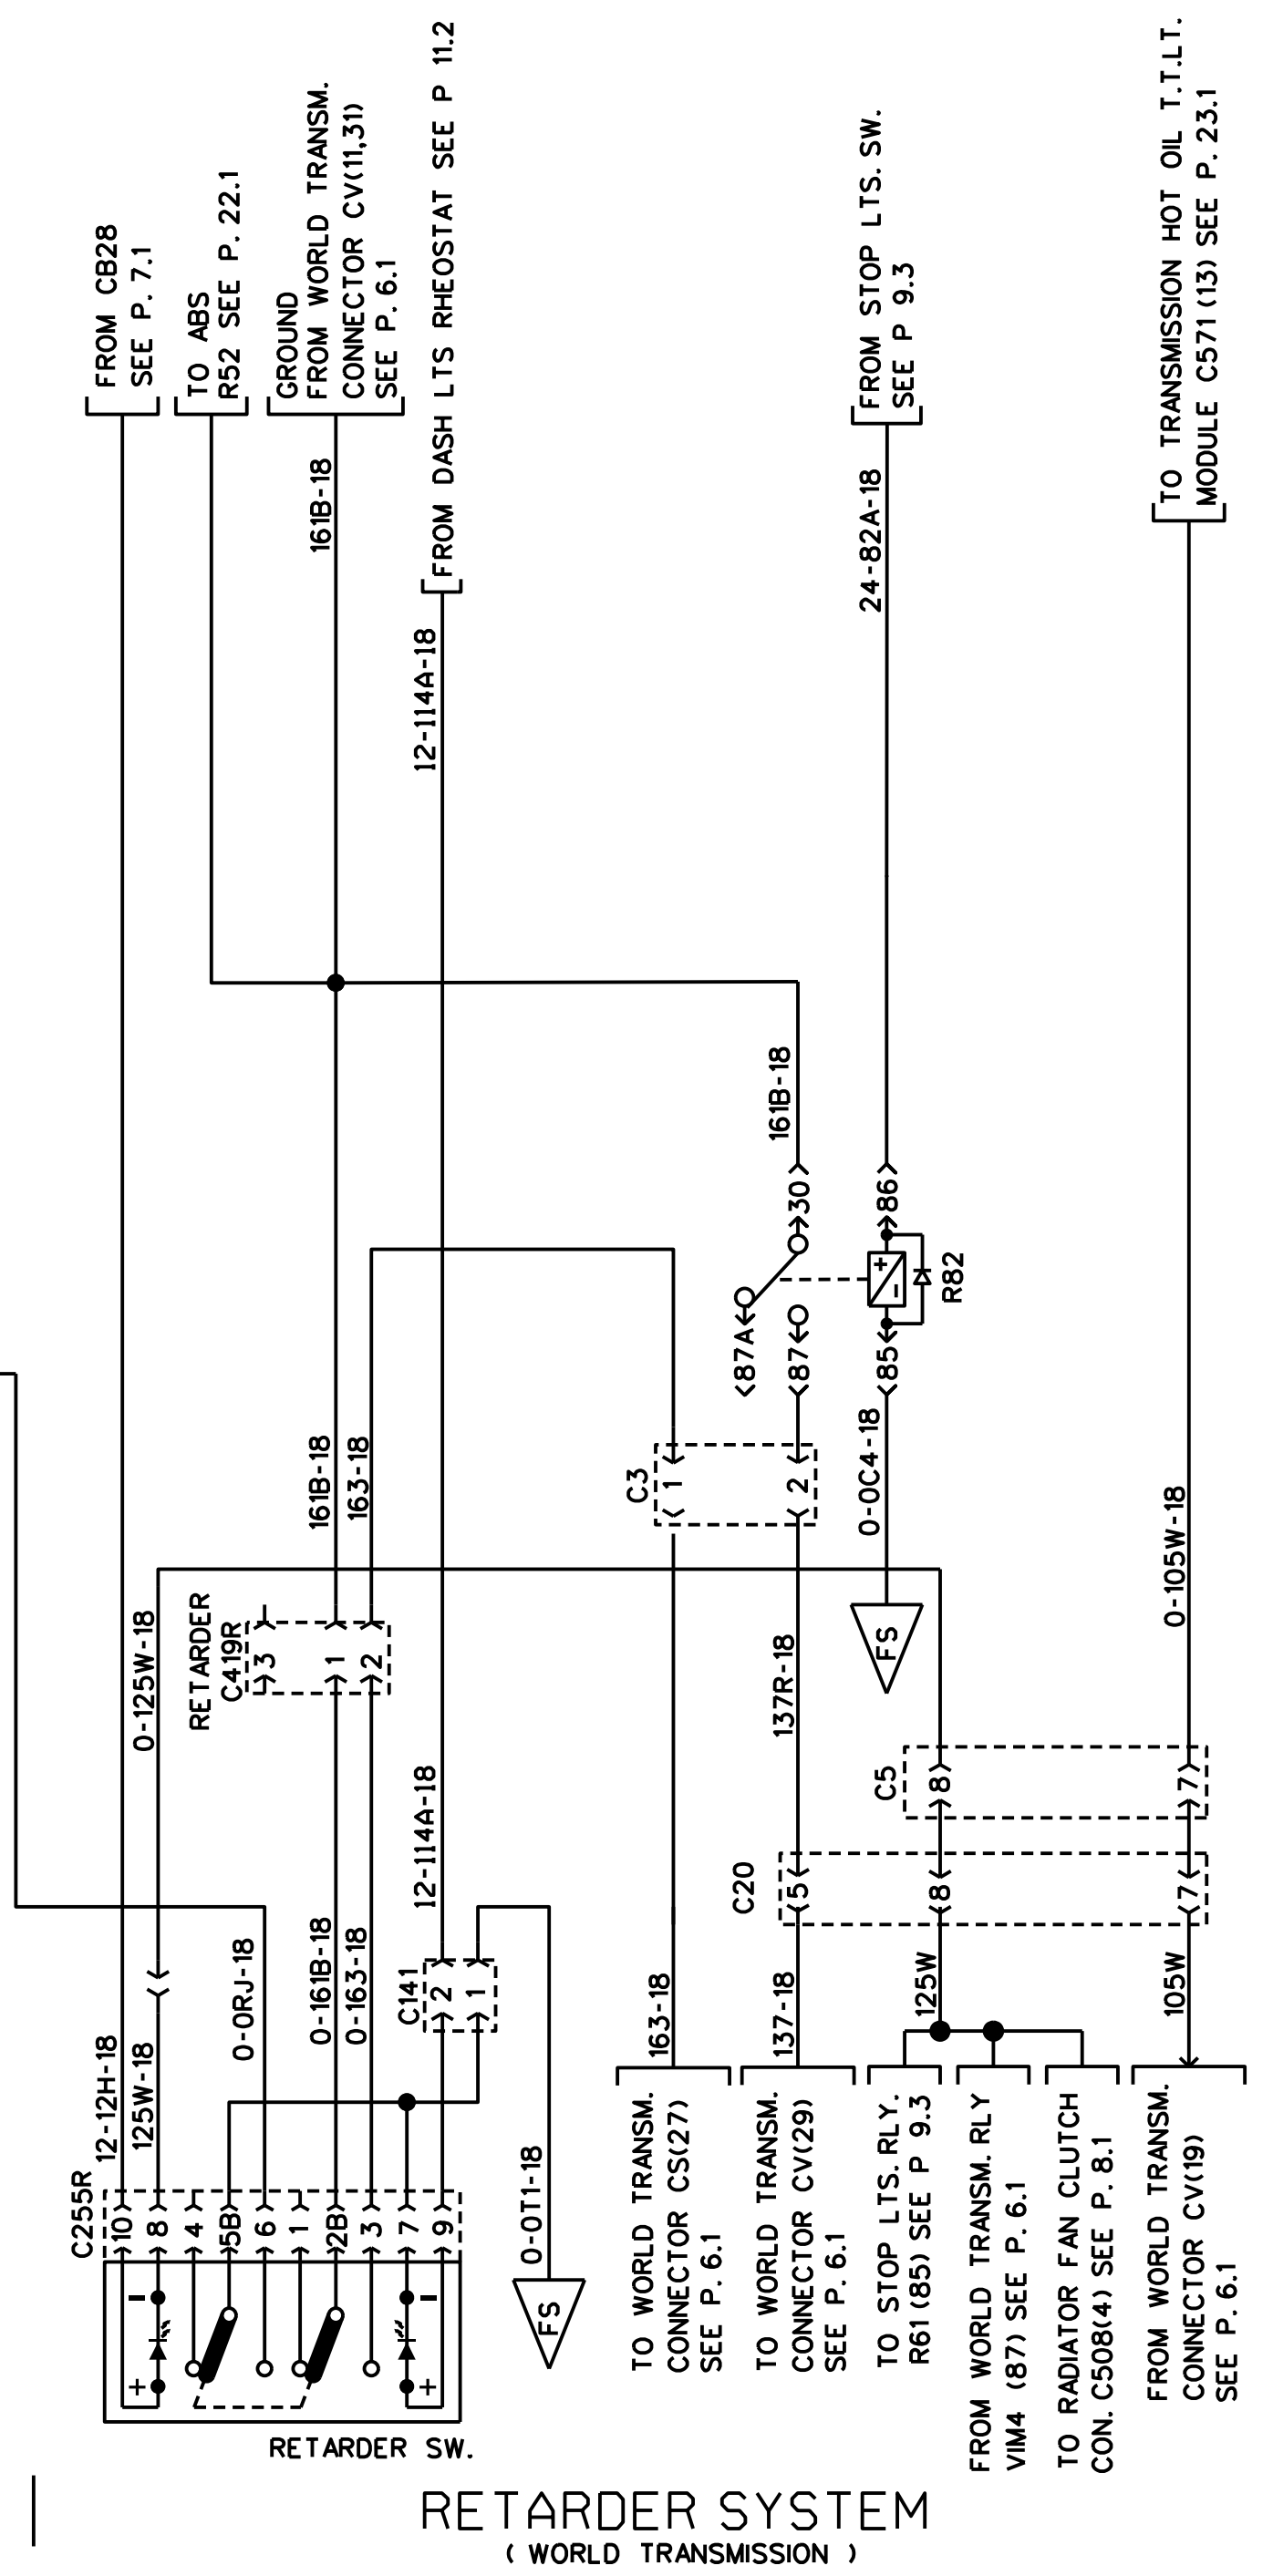 FROM CB28
SEE P. 7.1
TO ABS
R52 SEE P. 22.1
GROUND
FROM WORLD TRANSM.
CONNECTOR CV(11,31)
SEE P. 6.1
FROM DASH LTS RHEOSTAT SEE P 11.2
FROM STOP LTS. SW.
SEE P 9.3
TO TRANSMISSION HOT OIL T.T.LT.
MODULE C571 (13) SEE P. 23.1
161B-18
12-114A-18
24-82A-18
161B-18
30
86
87A
87
85
R82
161B-18
163-18
C3
1
2
0-0C4-18
0-105W-18
0-125W-18
RETARDER
C419R
3
1
2
137R-18
FS
12-114A-18
C5
8
7
C20
5
8
7
0-0RJ-18
0-161B-18
0-163-18
C141
2
1
163-18
137-18
125W
105W
12-12H-18
125W-18
0-0T1-18
FS
C255R
10
8
4
5B
6
1
2B
3
7
9
- -
+ +
RETARDER SW.
TO WORLD TRANSM.
CONNECTOR CS(27)
SEE P. 6.1
TO WORLD TRANSM.
CONNECTOR CV(29)
SEE P. 6.1
TO STOP LTS. RLY.
R61 (85) SEE P 9.3
FROM WORLD TRANSM. RLY
VIM4 (87) SEE P. 6.1
TO RADIATOR FAN CLUTCH
CON. C508(4) SEE P. 8.1
FROM WORLD TRANSM.
CONNECTOR CV(19)
SEE P. 6.1
RETARDER SYSTEM
( WORLD TRANSMISSION )